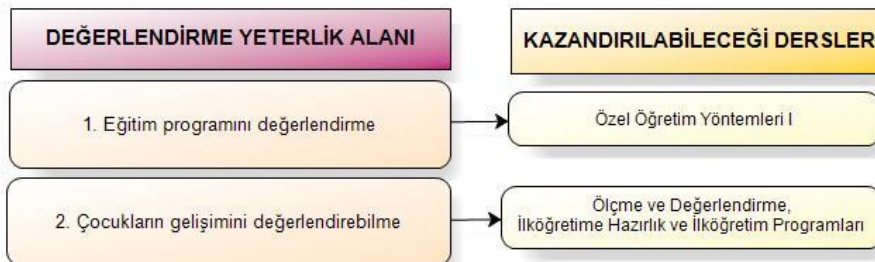 DEĞERLENDİRME YETERLİK ALANI
KAZANDIRILABİLECEĞİ DERSLER
1. Eğitim programını değerlendirme
Özel Öğretim Yöntemleri I
2. Çocukların gelişimini değerlendirebilme
Ölçme ve Değerlendirme,
İlköğretime Hazırlık ve İlköğretim Programları